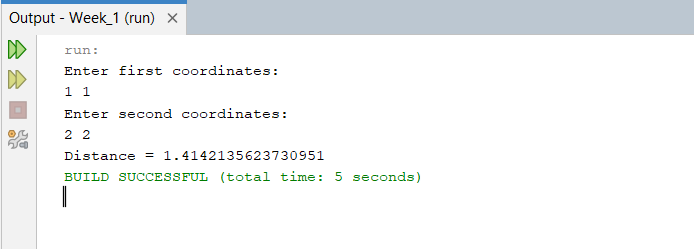 Output - Week_1 (run) ×
run:
Enter first coordinates:
1 1
Enter second coordinates:
2 2
Distance = 1.4142135623730951
BUILD SUCCESSFUL (total time: 5 seconds)